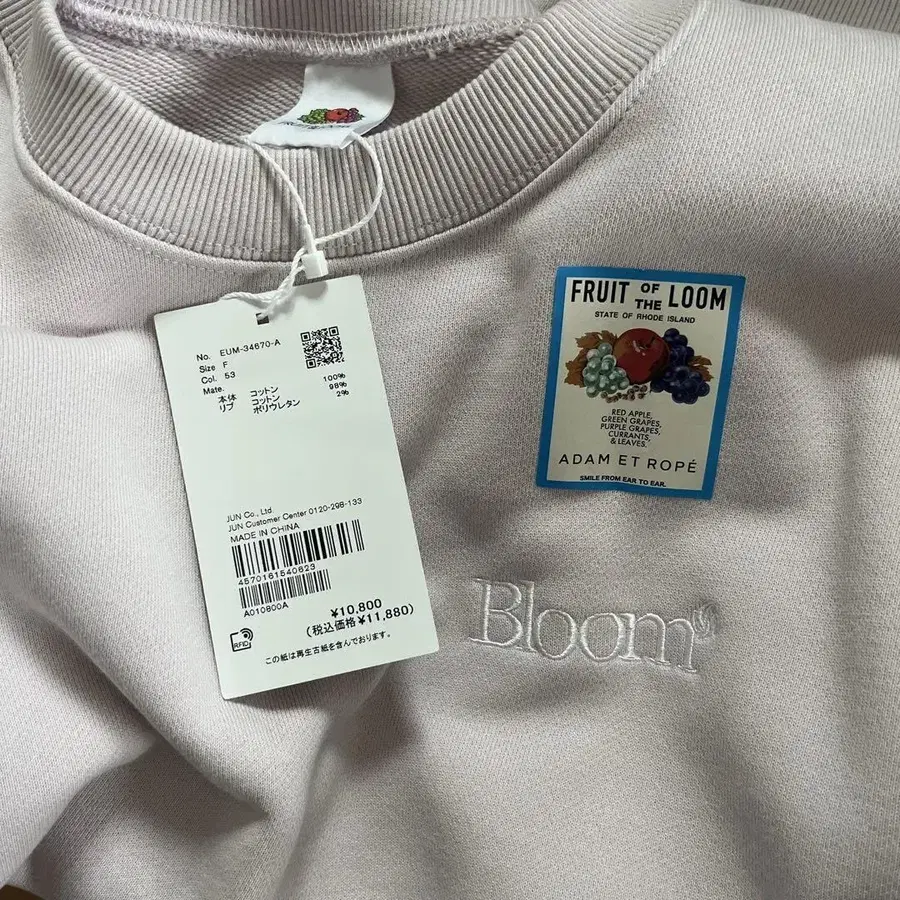 No. EUM-34670-A
Size F
Col. 53
Mate.
本体 コットン 100%
リブ コットン 98%
ポリウレタン 2%
JUN Co., Ltd.
JUN Customer Center 0120-298-133
MADE IN CHINA
4570161540623
A010800A
¥10,800
(税込価格¥11,880)
RFID
この紙は再生古紙を含んでおります。
FRUIT OF THE LOOM
STATE OF RHODE ISLAND
RED APPLE,
GREEN GRAPES,
PURPLE GRAPES,
CURRANTS,
& LEAVES.
ADAM ET ROPÉ
SMILE FROM EAR TO EAR.
Bloom